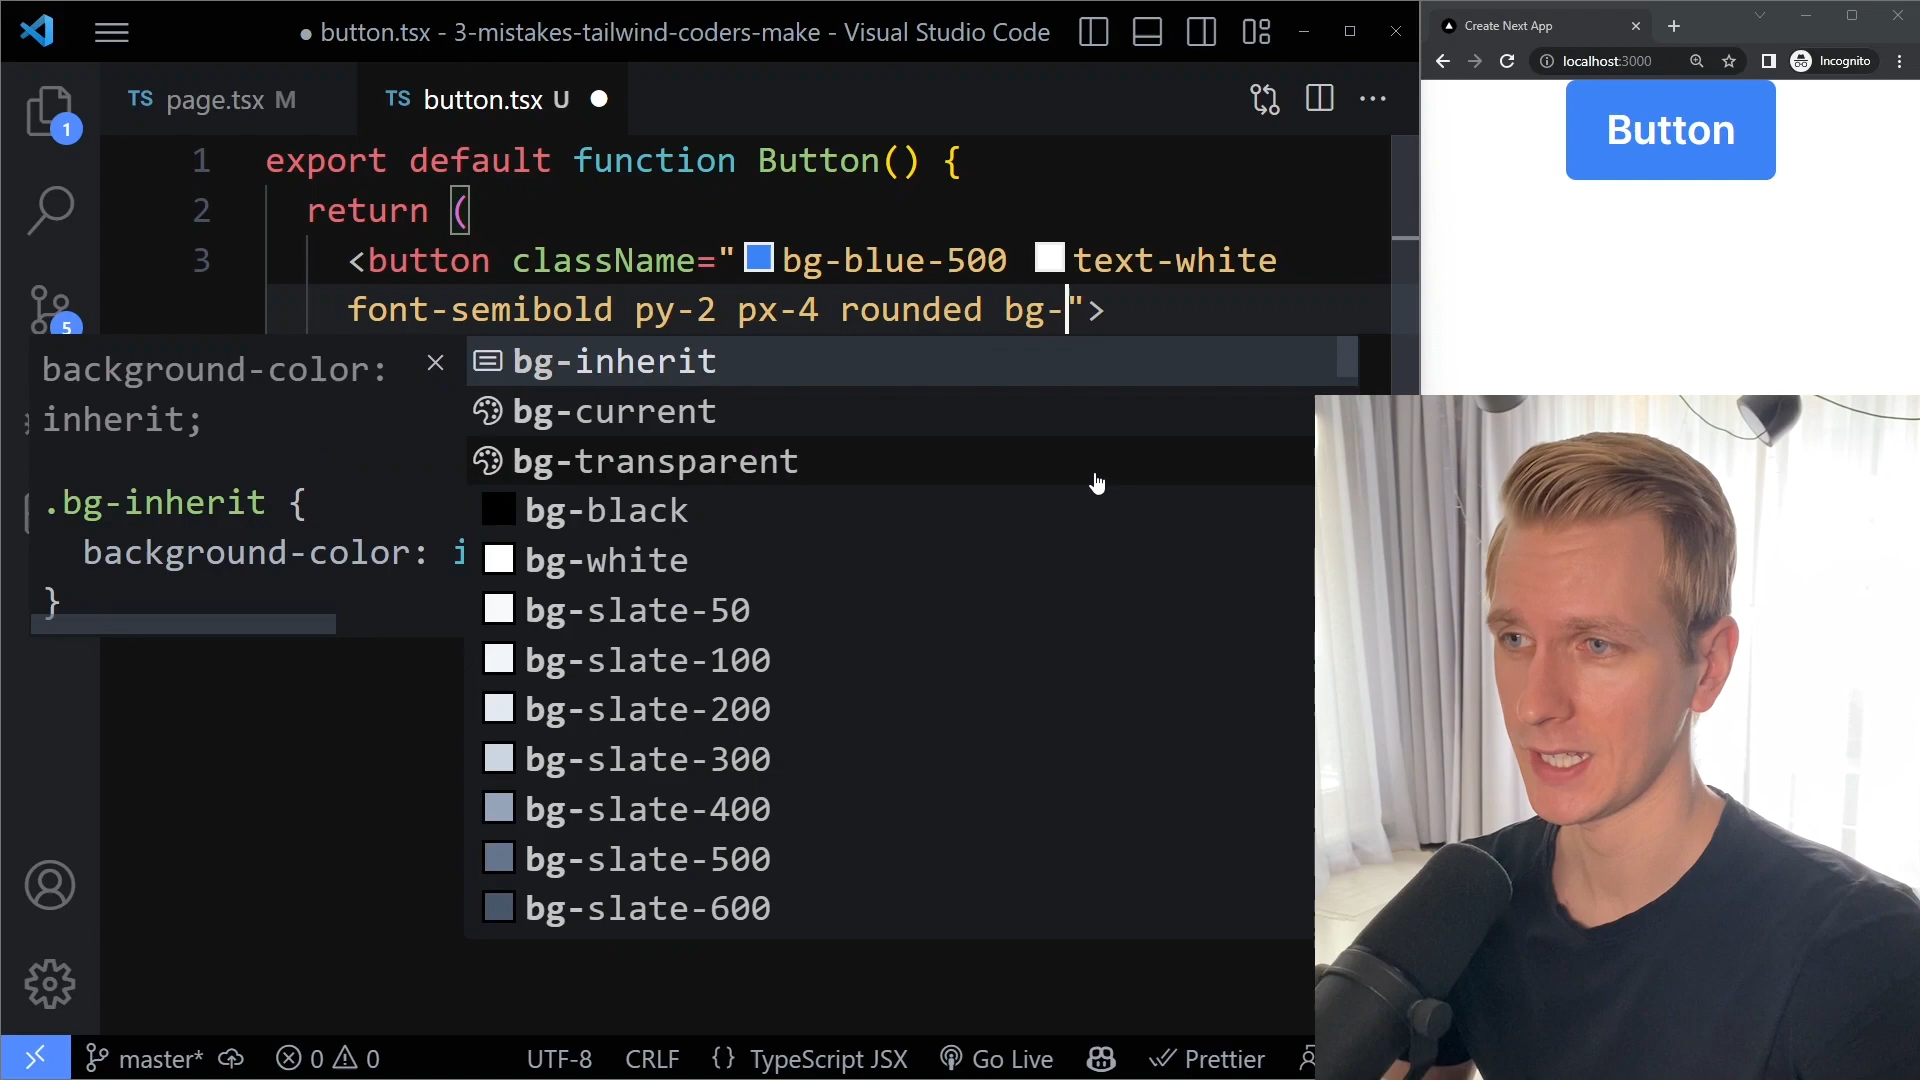 button.tsx - 3-mistakes-tailwind-coders-make - Visual Studio Code
Create Next App
localhost:3000
Incognito
TS page.tsx M
TS button.tsx U
1
5
1 export default function Button() {
2 return (
3 <button className="bg-blue-500 text-white
font-semibold py-2 px-4 rounded bg-">
background-color:
inherit;
.bg-inherit {
background-color: i
}
bg-inherit
bg-current
bg-transparent
bg-black
bg-white
bg-slate-50
bg-slate-100
bg-slate-200
bg-slate-300
bg-slate-400
bg-slate-500
bg-slate-600
Button
master* 0 0 UTF-8 CRLF {} TypeScript JSX Go Live Prettier